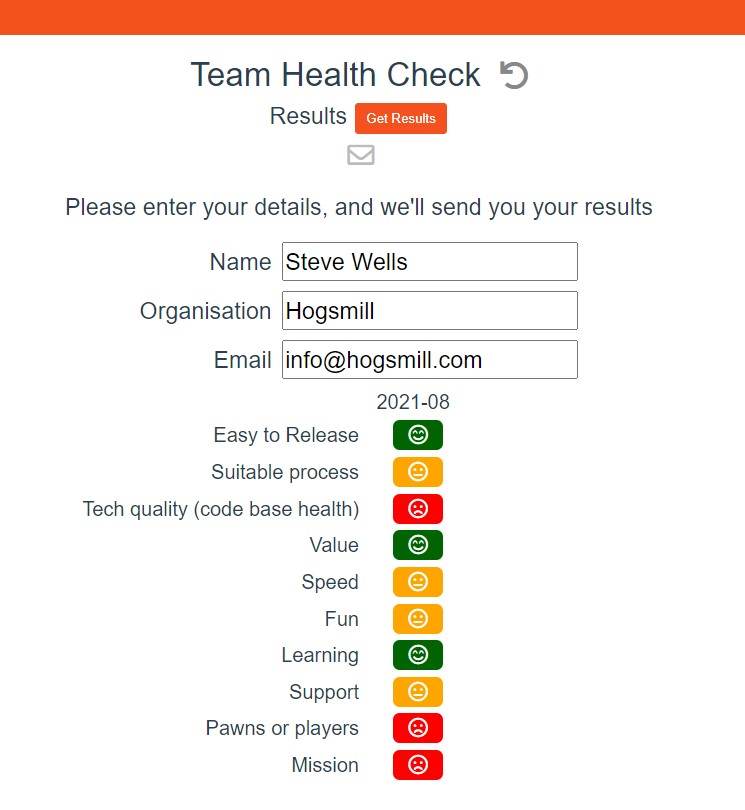 Team Health Check
Results Get Results
Please enter your details, and we'll send you your results
Name Steve Wells
Organisation Hogsmill
Email info@hogsmill.com
2021-08
Easy to Release
Suitable process
Tech quality (code base health)
Value
Speed
Fun
Learning
Support
Pawns or players
Mission